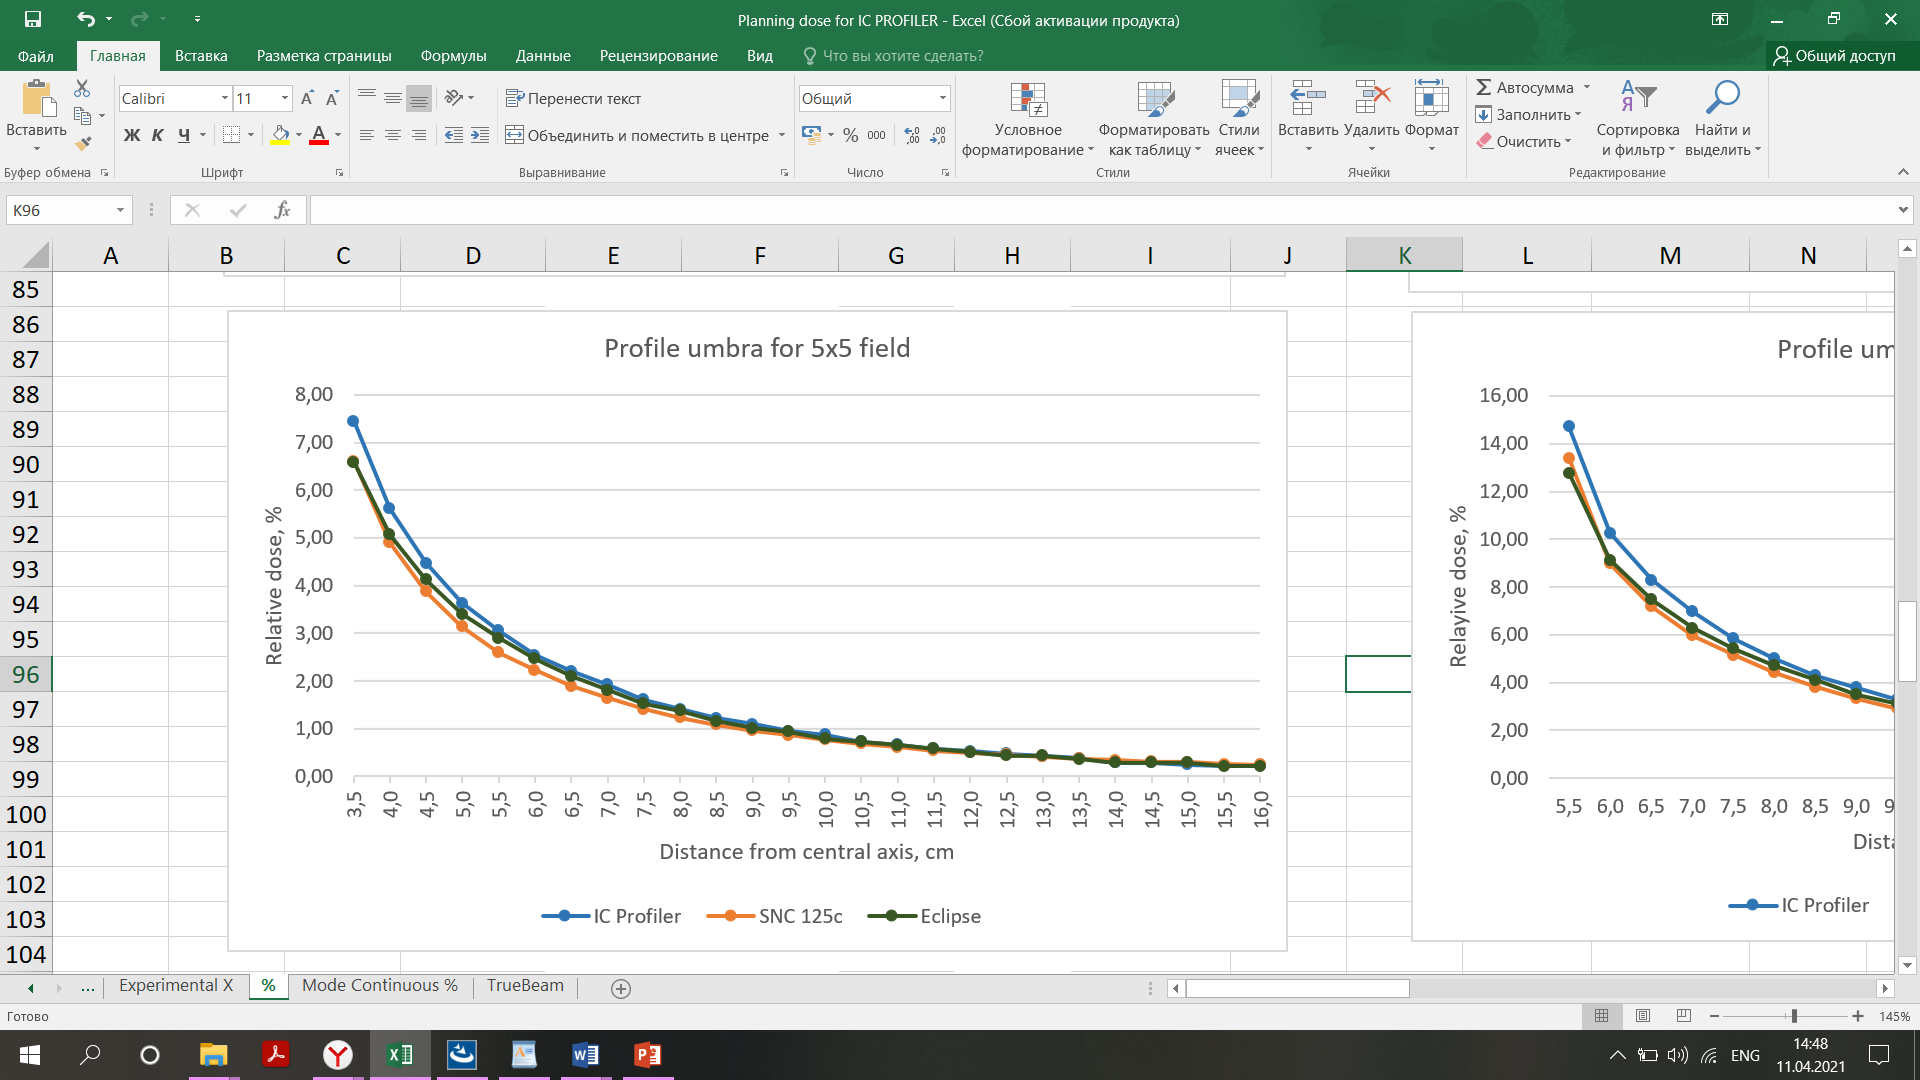 Planning dose for IC PROFILER - Excel (Сбой активации продукта)
Файл Главная Вставка Разметка страницы Формулы Данные Рецензирование Вид Что вы хотите сделать? Общий доступ
Вставить
Буфер обмена
Calibri 11
Ж К Ч А
Шрифт
Перенести текст
Объединить и поместить в центре
Выравнивание
Общий
% 000
Число
Условное форматирование
Форматировать как таблицу
Стили ячеек
Стили
Вставить Удалить Формат
Ячейки
Автосумма
Заполнить
Очистить
Сортировка и фильтр
Найти и выделить
Редактирование
K96
fx
A B C D E F G H I J K L M N
85
86
87
88
89
90
91
92
93
94
95
96
97
98
99
100
101
102
103
104
Profile umbra for 5x5 field
Relative dose, %
8,00
7,00
6,00
5,00
4,00
3,00
2,00
1,00
0,00
3,5 4,0 4,5 5,0 5,5 6,0 6,5 7,0 7,5 8,0 8,5 9,0 9,5 10,0 10,5 11,0 11,5 12,0 12,5 13,0 13,5 14,0 14,5 15,0 15,5 16,0
Distance from central axis, cm
IC Profiler SNC 125c Eclipse
Profile um
Relayive dose, %
16,00
14,00
12,00
10,00
8,00
6,00
4,00
2,00
0,00
5,5 6,0 6,5 7,0 7,5 8,0 8,5 9,0 9
Dista
IC Profiler
... Experimental X % Mode Continuous % TrueBeam
Готово
145%
ENG
14:48
11.04.2021